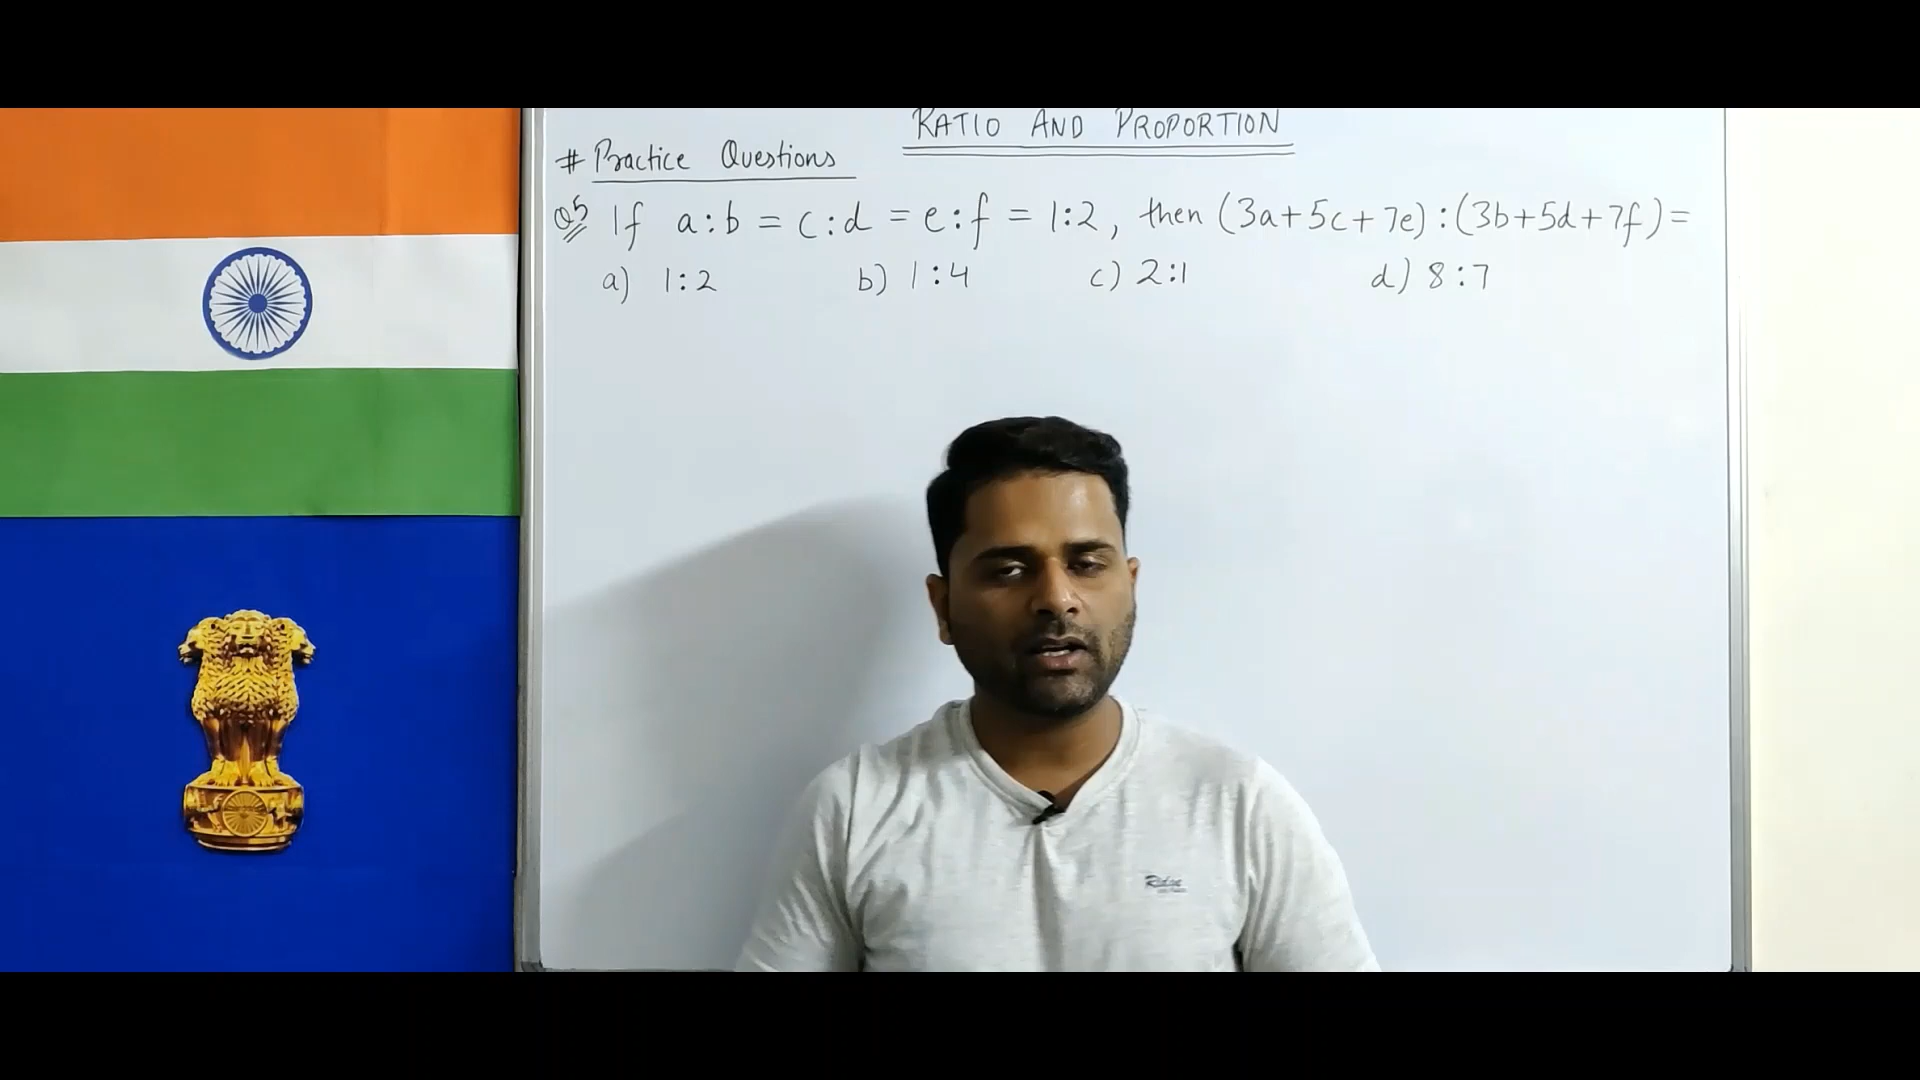 RATIO AND PROPORTION
# Practice Questions
Q5 If a:b = c:d = e:f = 1:2, then (3a+5c+7e):(3b+5d+7f)=
a) 1:2 b) 1:4 c) 2:1 d) 8:7